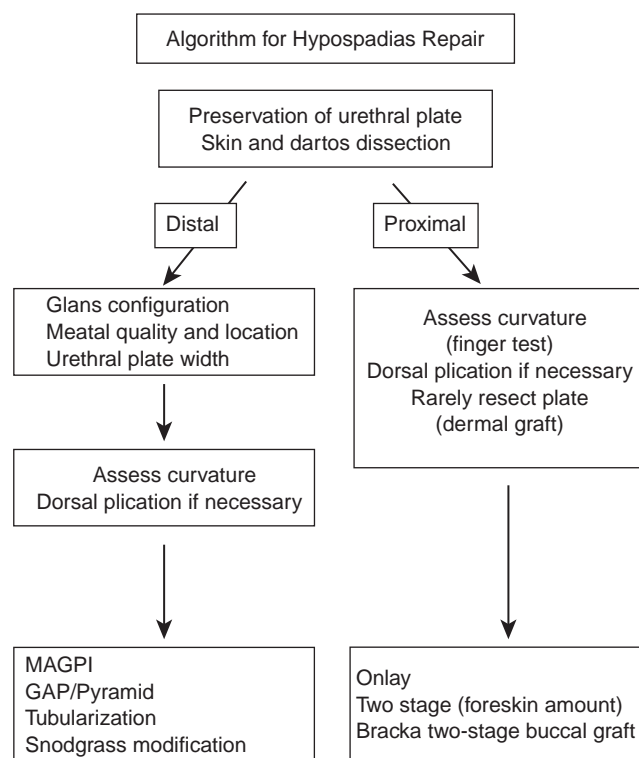 Algorithm for Hypospadias Repair
Preservation of urethral plate
Skin and dartos dissection
Distal
Proximal
Glans configuration
Meatal quality and location
Urethral plate width
Assess curvature
Dorsal plication if necessary
MAGPI
GAP/Pyramid
Tubularization
Snodgrass modification
Assess curvature
(finger test)
Dorsal plication if necessary
Rarely resect plate
(dermal graft)
Onlay
Two stage (foreskin amount)
Bracka two-stage buccal graft